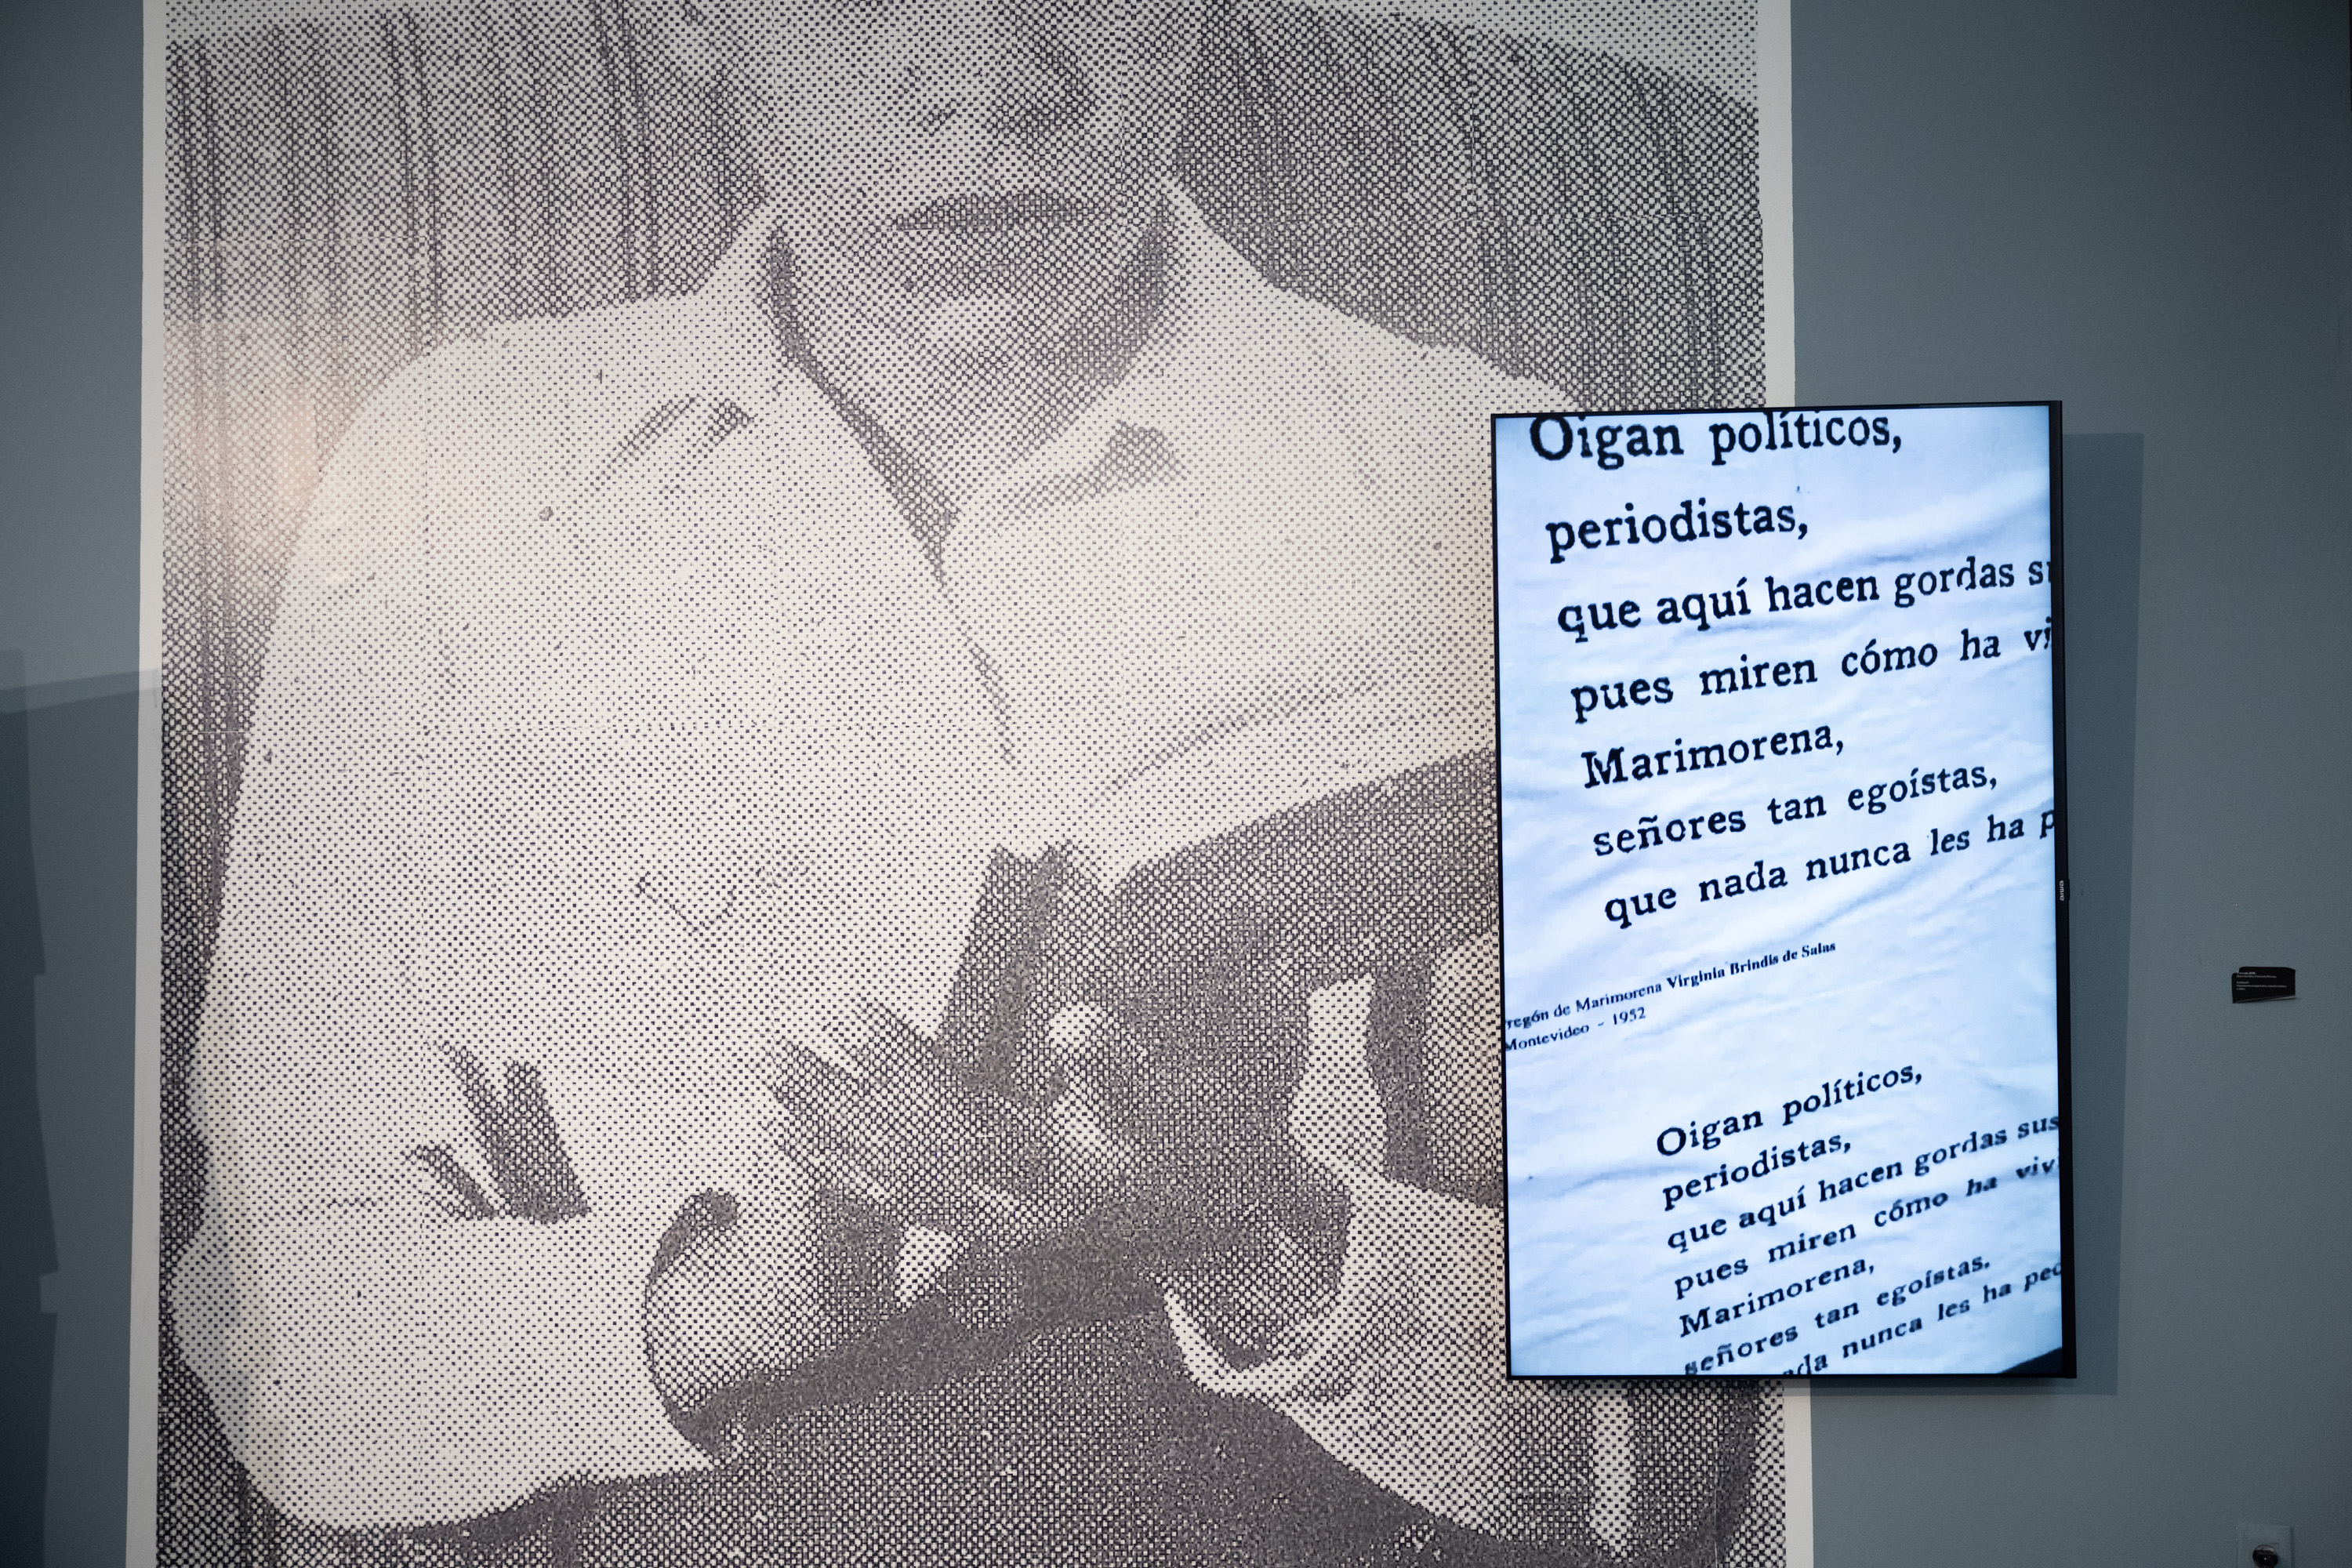 Oigan políticos,
periodistas,
que aquí hacen gordas
pues miren cómo ha
Marimorena,
señores tan egoístas,
que nada nunca les ha
regón de Marimorena Virginia Brindis de Salas
Montevideo - 1952
Oigan políticos,
periodistas,
que aquí hacen gordas sus
pues miren cómo ha viv
Marimorena,
señores tan egoístas.
nunca les ha